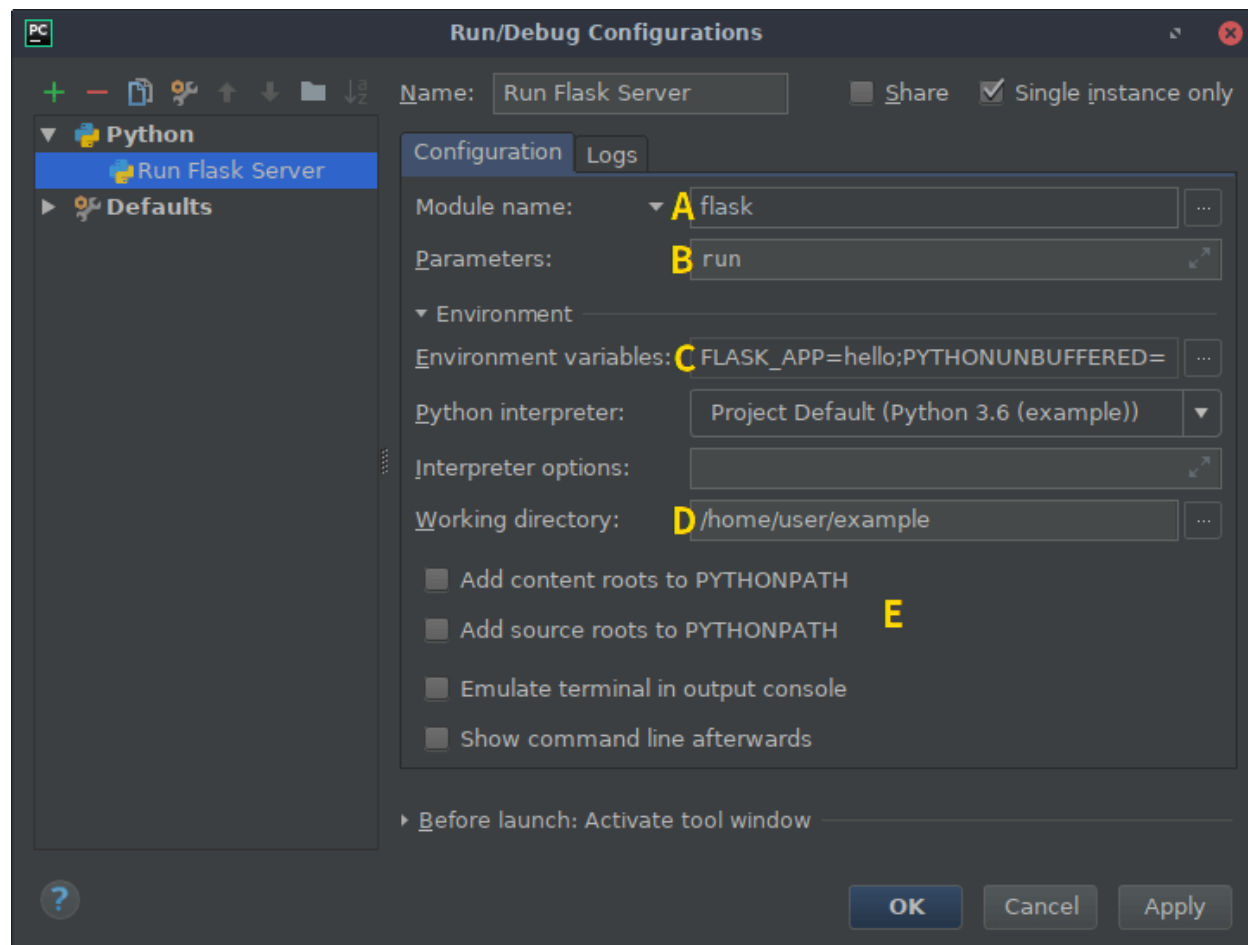 PC
Run/Debug Configurations
Name: Run Flask Server Share Single instance only
Python
Run Flask Server
Defaults
Configuration Logs
Module name: A flask ...
Parameters: B run
Environment
Environment variables: C FLASK_APP=hello;PYTHONUNBUFFERED= ...
Python interpreter: Project Default (Python 3.6 (example))
Interpreter options:
Working directory: D /home/user/example ...
Add content roots to PYTHONPATH
E
Add source roots to PYTHONPATH
Emulate terminal in output console
Show command line afterwards
Before launch: Activate tool window
? OK Cancel Apply